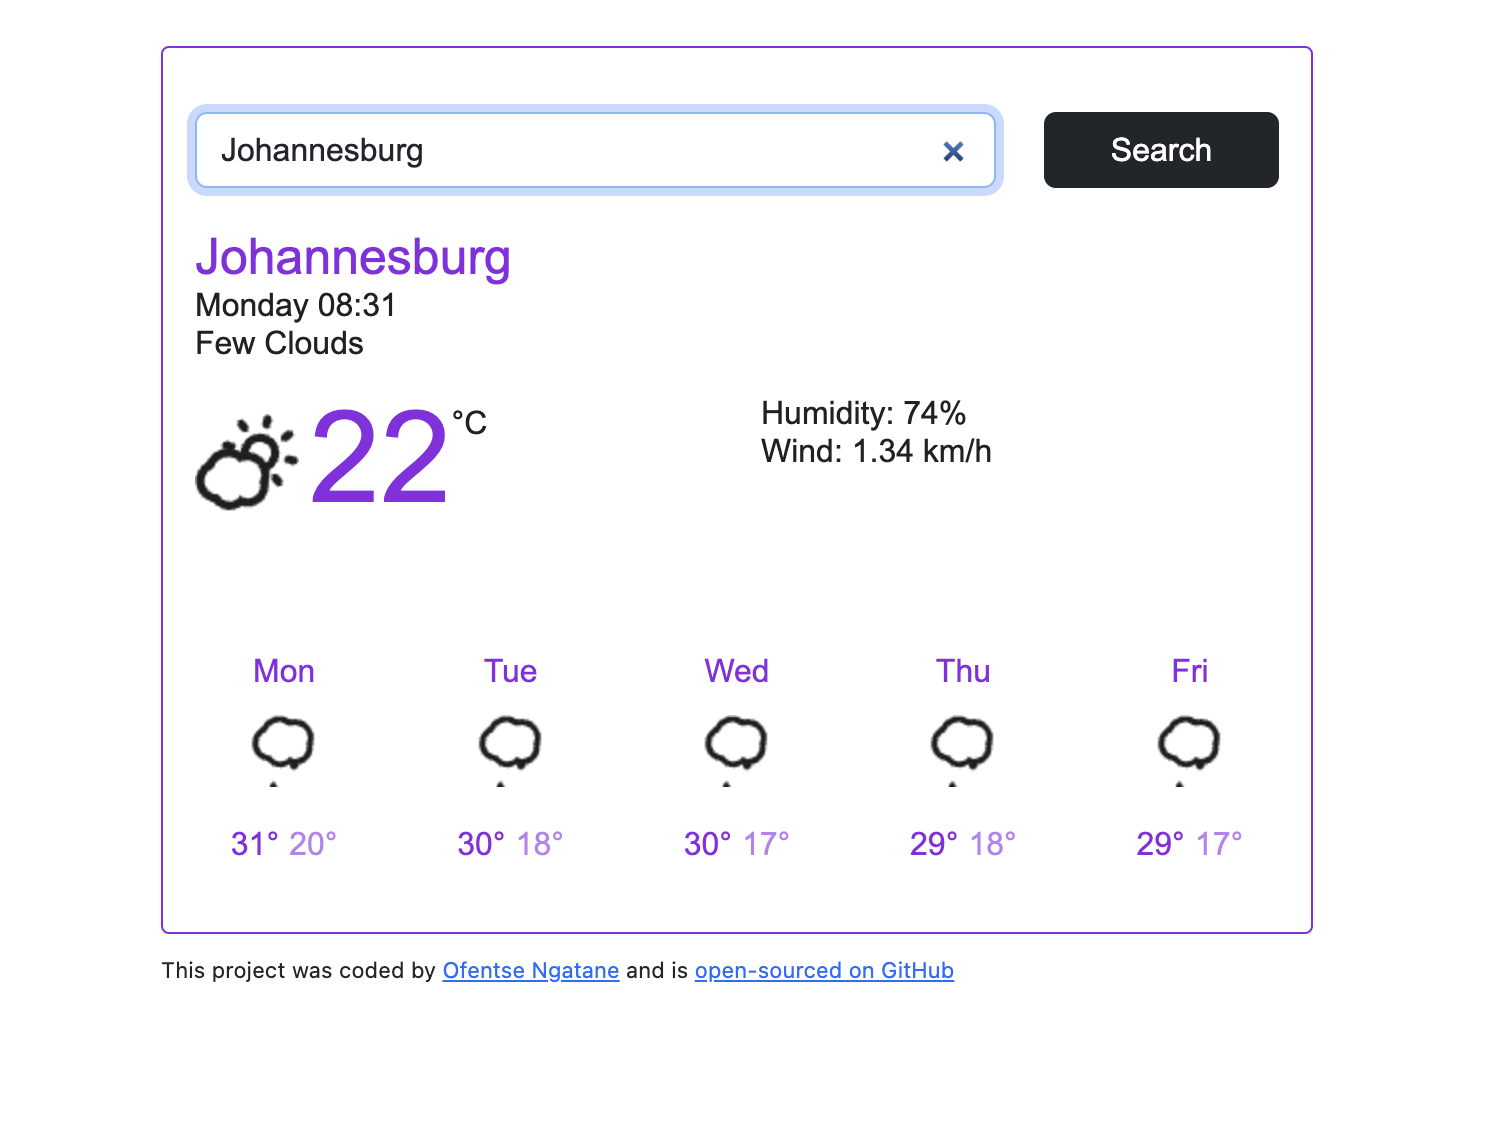 Johannesburg
Search
Johannesburg
Monday 08:31
Few Clouds
22 °C
Humidity: 74%
Wind: 1.34 km/h
Mon Tue Wed Thu Fri
31° 20° 30° 18° 30° 17° 29° 18° 29° 17°
This project was coded by Ofentse Ngatane and is open-sourced on GitHub